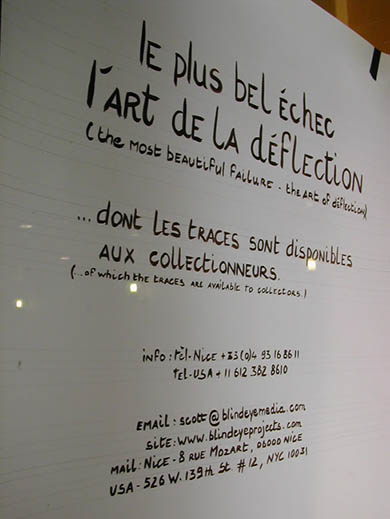 le plus bel échec
l'ART DE LA déflection
(the most beautiful failure - the art of déflection)
... dont les traces sont disponibles
AUX collectionneurs.
(...of which the traces are available to collectors.)
info : tèl-Nice +33 (0)4 93 16 86 11
tel-USA + 11 612 382 8610
email : scott@blindeyemedia.com
site: www.blindeyeprojects.com
mail: Nice - 8 rue Mozart, 06000 NICE
USA - 526 W. 139th St #12, NYC 10031